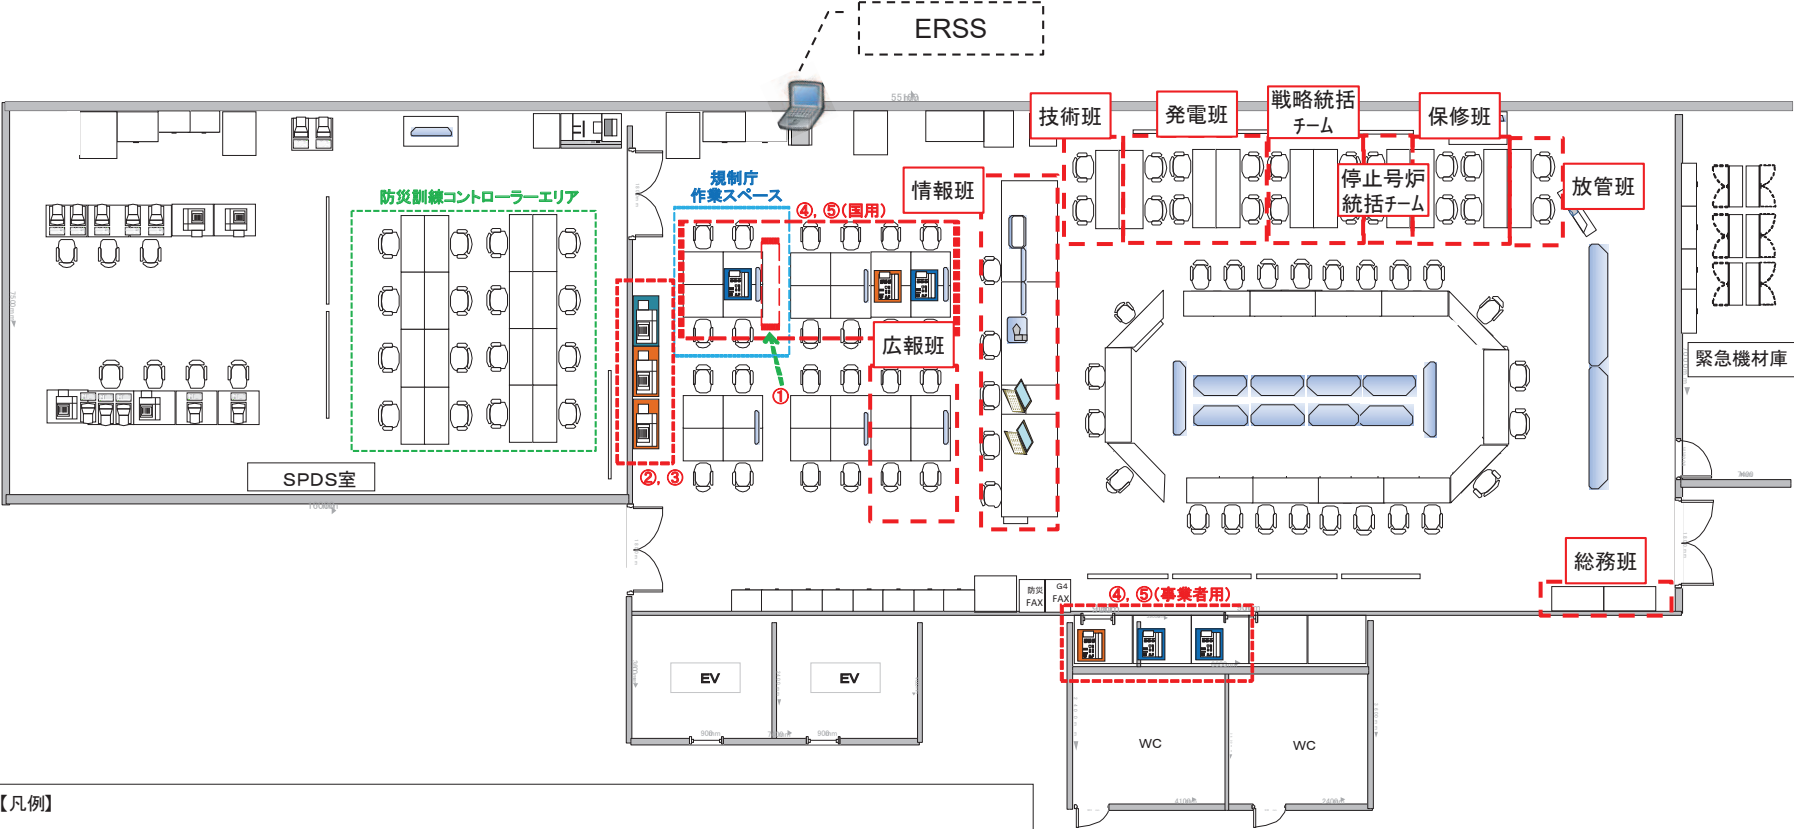 ERSS
技術班
発電班
戦略統括
チーム
保修班
停止号炉
統括チーム
放管班
情報班
規制庁
作業スペース
④, ⑤(国用)
防災訓練コントローラーエリア
広報班
①
②, ③
緊急機材庫
SPDS室
総務班
防災
FAX
G4
FAX
④, ⑤(事業者用)
EV
EV
WC
WC
【凡例】